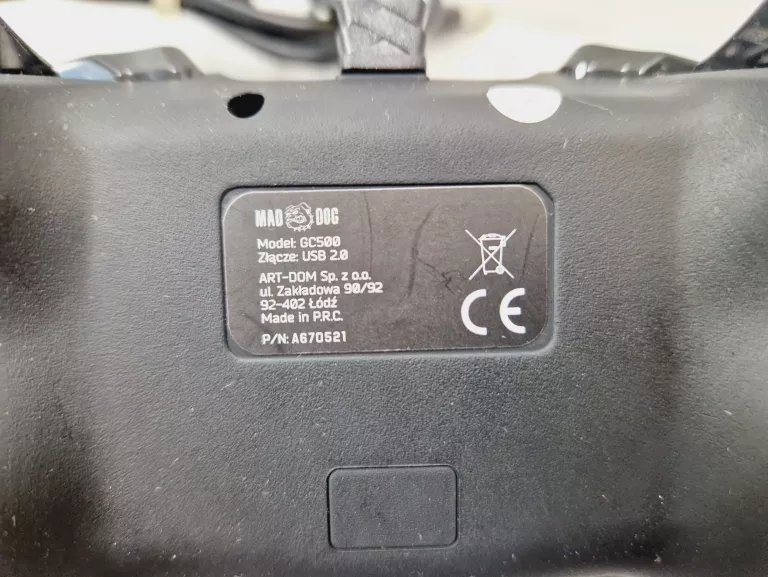 MAD DOG
Model: GC500
Złącze: USB 2.0
ART-DOM Sp. z o.o.
ul. Zakładowa 90/92
92-402 Łódź
Made in P.R.C.
P/N: A670521
CE